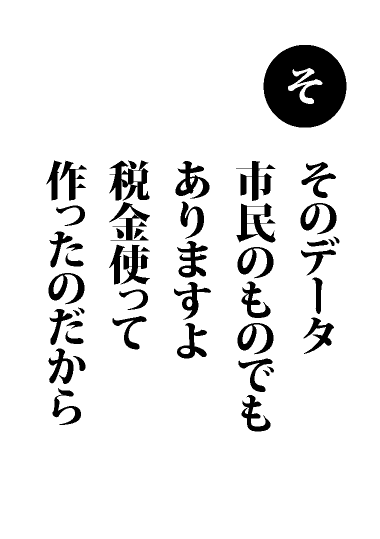 そ
そのデータ
市民のものでも
ありますよ
税金使って
作ったのだから